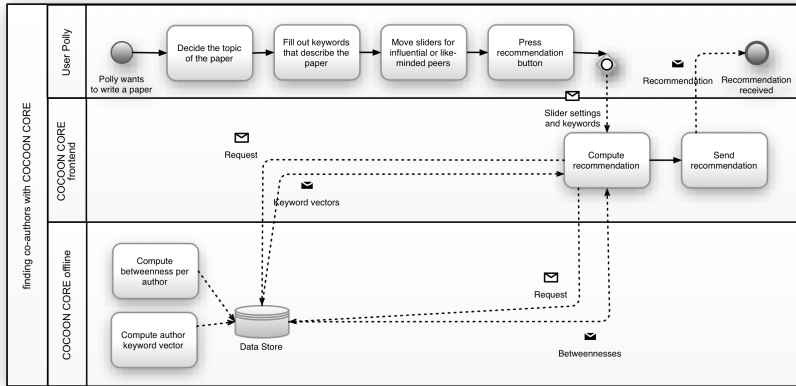 finding co-authors with COCOON CORE
User Polly
Polly wants
to write a paper
Decide the topic
of the paper
Fill out keywords
that describe the
paper
Move sliders for
influential or like-
minded peers
Press
recommendation
button
Recommendation
Recommendation
received
Slider settings
and keywords
COCOON CORE
frontend
Request
Keyword vectors
Compute
recommendation
Send
recommendation
COCOON CORE offline
Compute
betweenness per
author
Compute author
keyword vector
Data Store
Request
Betweennesses